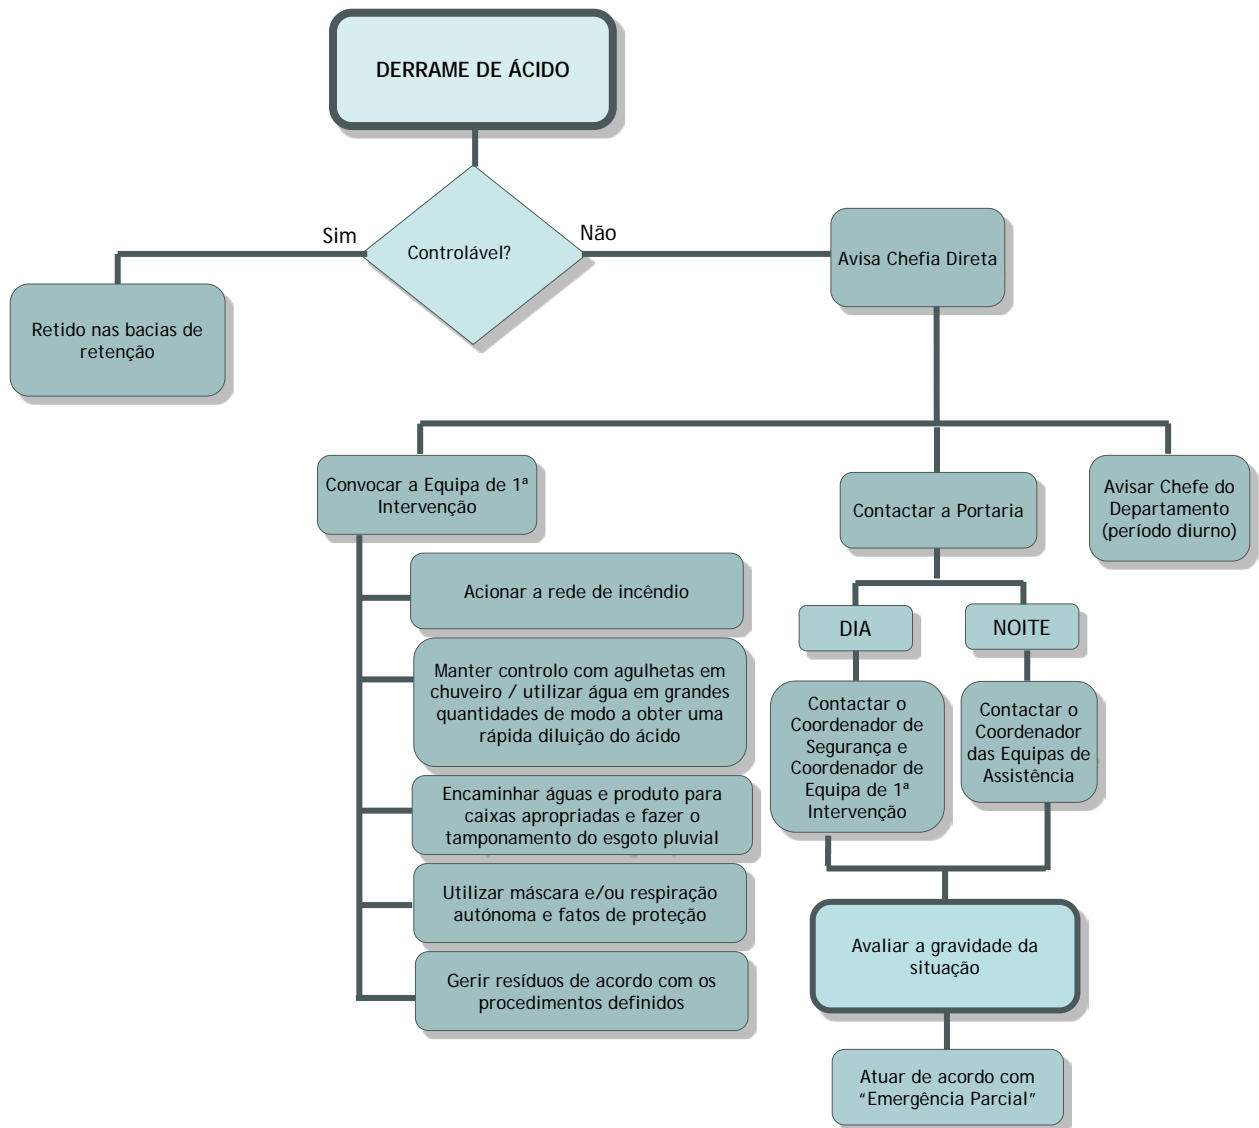 DERRAME DE ÁCIDO
Sim
Controlável?
Não
Avisa Chefia Direta
Retido nas bacias de
retenção
Convocar a Equipa de 1ª
Intervenção
Contactar a Portaria
Avisar Chefe do
Departamento
(período diurno)
Acionar a rede de incêndio
Manter controlo com agulhetas em
chuveiro / utilizar água em grandes
quantidades de modo a obter uma
rápida diluição do ácido
Encaminhar águas e produto para
caixas apropriadas e fazer o
tamponamento do esgoto pluvial
Utilizar máscara e/ou respiração
autónoma e fatos de proteção
Gerir resíduos de acordo com os
procedimentos definidos
DIA
NOITE
Contactar o
Coordenador de
Segurança e
Coordenador de
Equipa de 1ª
Intervenção
Contactar o
Coordenador
das Equipas de
Assistência
Avaliar a gravidade da
situação
Atuar de acordo com
“Emergência Parcial”